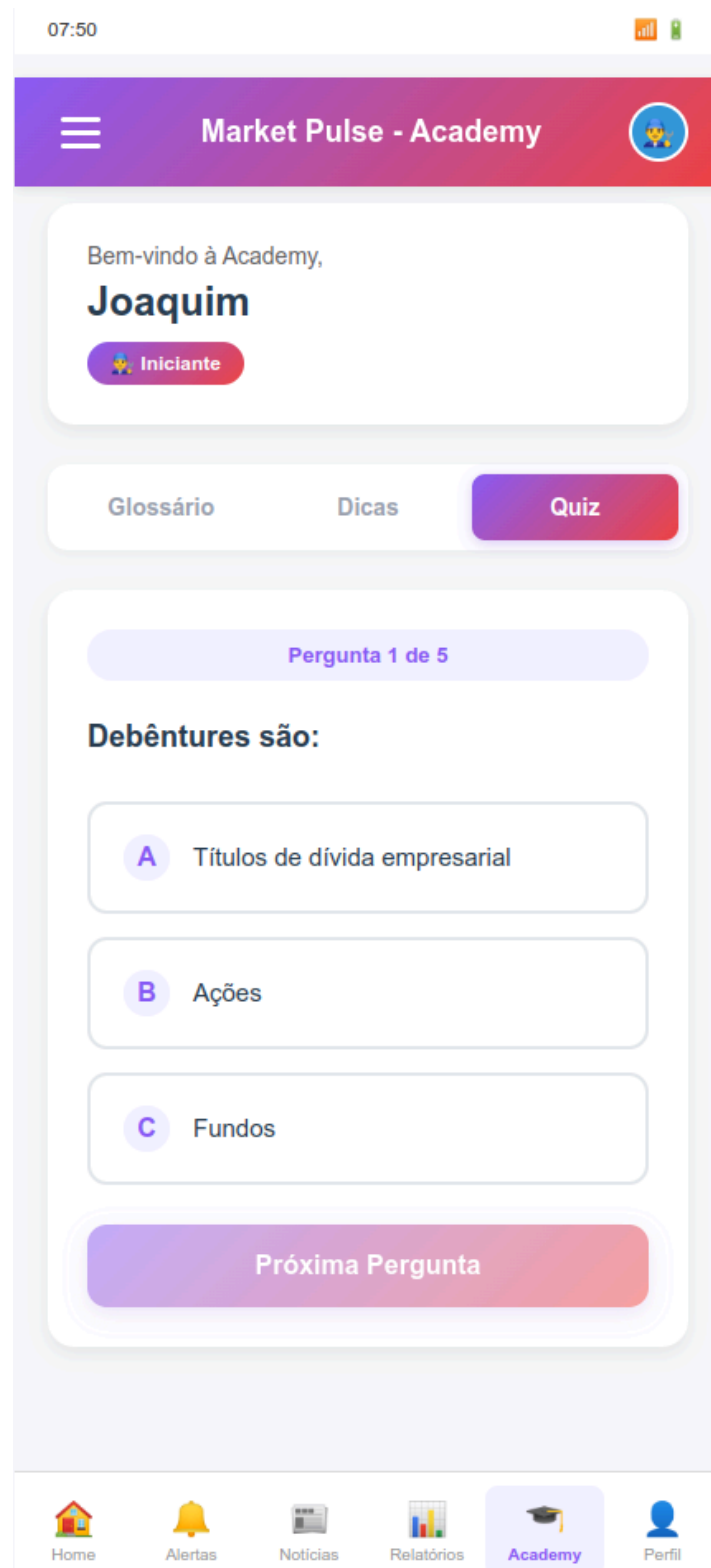 07:50
Market Pulse - Academy
Bem-vindo à Academy,
Joaquim
Iniciante
Glossário
Dicas
Quiz
Pergunta 1 de 5
Debêntures são:
A Títulos de dívida empresarial
B Ações
C Fundos
Próxima Pergunta
Home
Alertas
Notícias
Relatórios
Academy
Perfil